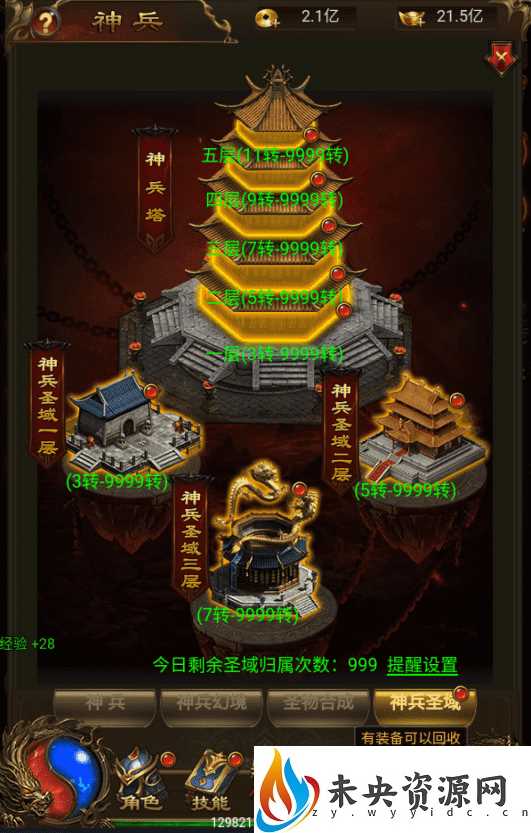 神兵
2.1亿
21.5亿
神兵塔
五层(11转-9999转)
四层(9转-9999转)
三层(7转-9999转)
二层(5转-9999转)
一层(3转-9999转)
神兵圣域一层
(3转-9999转)
神兵圣域二层
(5转-9999转)
神兵圣域三层
(7转-9999转)
经验 +28
今日剩余圣域归属次数：999 提醒设置
神兵 神兵幻境 圣物合成 神兵圣域
有装备可以回收
角色 技能
129821
未央资源网
zy.wyyidc.cn